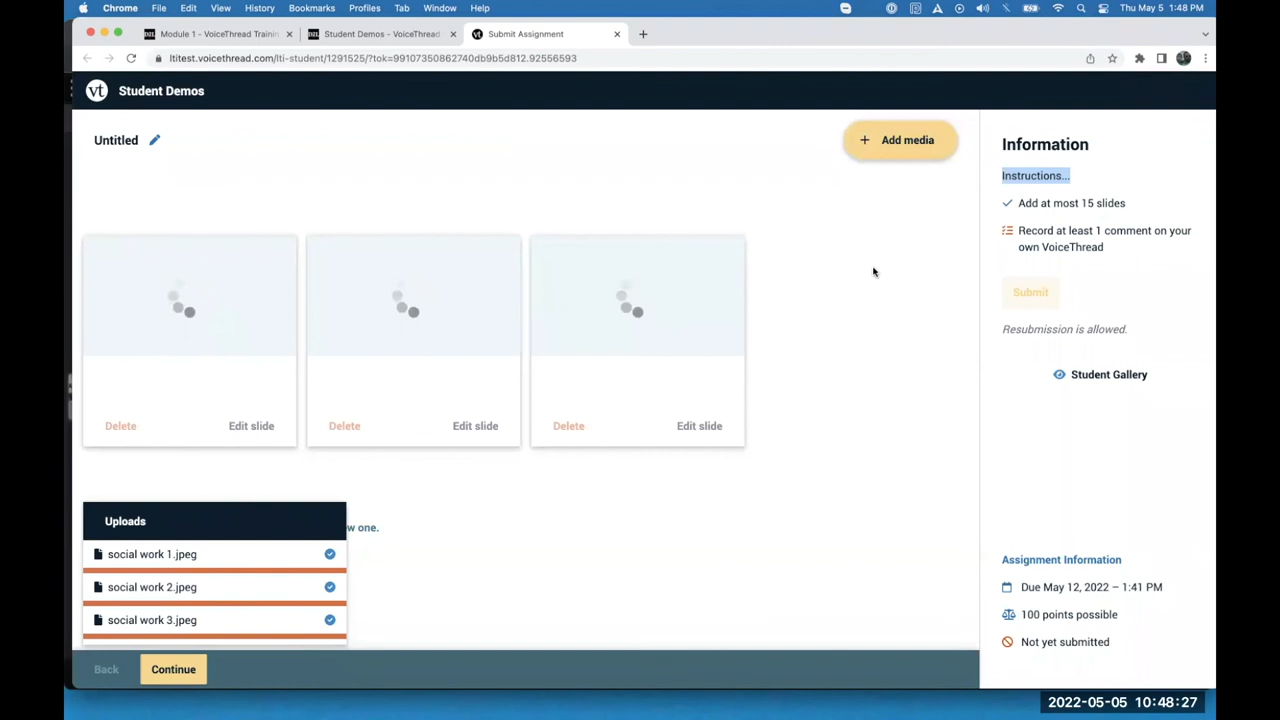 Chrome File Edit View History Bookmarks Profiles Tab Window Help Thu May 5 1:48 PM
Module 1 - VoiceThread Trainin Student Demos - VoiceThread Submit Assignment
ltitest.voicethread.com/lti-student/1291525/?tok=99107350862740db9b5d812.92556593
vt Student Demos
Untitled
+ Add media
Information
Instructions...
Add at most 15 slides
Record at least 1 comment on your
own VoiceThread
Submit
Resubmission is allowed.
Student Gallery
Delete Edit slide Delete Edit slide Delete Edit slide
Uploads
w one.
social work 1.jpeg
social work 2.jpeg
social work 3.jpeg
Assignment Information
Due May 12, 2022 – 1:41 PM
100 points possible
Not yet submitted
Back Continue
2022-05-05 10:48:27